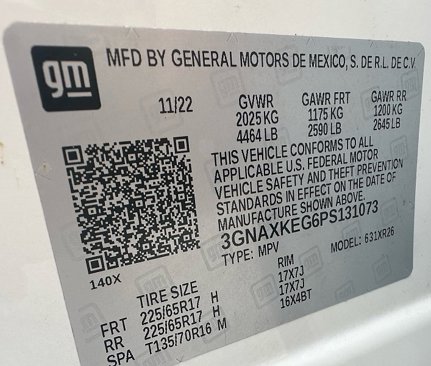 gm
MFD BY GENERAL MOTORS DE MEXICO, S. DE R.L. DE C.V.
11/22 GVWR GAWR FRT GAWR RR
2025 KG 1175 KG 1200 KG
4464 LB 2590 LB 2645 LB
THIS VEHICLE CONFORMS TO ALL
APPLICABLE U.S. FEDERAL MOTOR
VEHICLE SAFETY AND THEFT PREVENTION
STANDARDS IN EFFECT ON THE DATE OF
MANUFACTURE SHOWN ABOVE.
3GNAXKEG6PS131073
TYPE: MPV MODEL: 631XR26
140X
TIRE SIZE RIM
FRT 225/65R17 H 17X7J
RR 225/65R17 H 17X7J
SPA T135/70R16 M 16X4BT